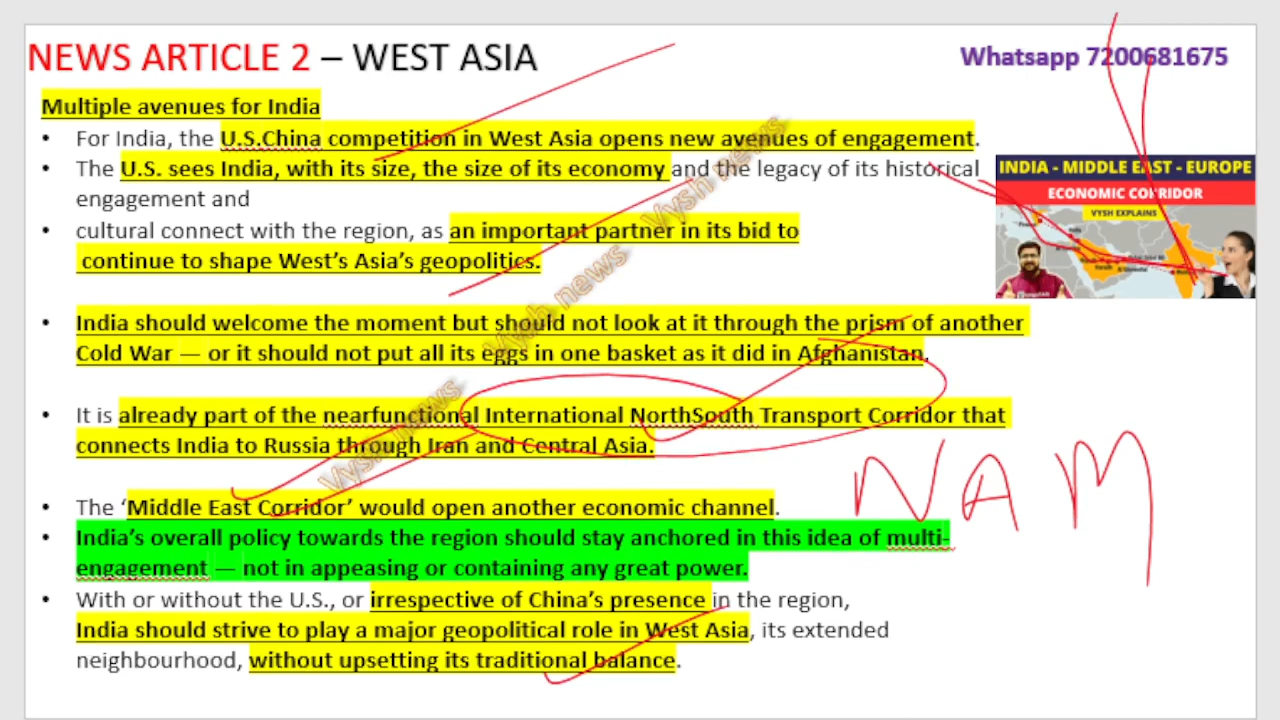 NEWS ARTICLE 2 – WEST ASIA
Whatsapp 7200681675
Multiple avenues for India
• For India, the U.S.China competition in West Asia opens new avenues of engagement.
• The U.S. sees India, with its size, the size of its economy and the legacy of its historical
engagement and
• cultural connect with the region, as an important partner in its bid to
continue to shape West’s Asia’s geopolitics.
INDIA - MIDDLE EAST - EUROPE
ECONOMIC CORRIDOR
VYSH EXPLAINS
• India should welcome the moment but should not look at it through the prism of another
Cold War — or it should not put all its eggs in one basket as it did in Afghanistan.
• It is already part of the nearfunctional International NorthSouth Transport Corridor that
connects India to Russia through Iran and Central Asia.
NAM
• The ‘Middle East Corridor’ would open another economic channel.
• India’s overall policy towards the region should stay anchored in this idea of multi-
engagement — not in appeasing or containing any great power.
• With or without the U.S., or irrespective of China’s presence in the region,
India should strive to play a major geopolitical role in West Asia, its extended
neighbourhood, without upsetting its traditional balance.
Vysh news
Vysh news
Vysh news